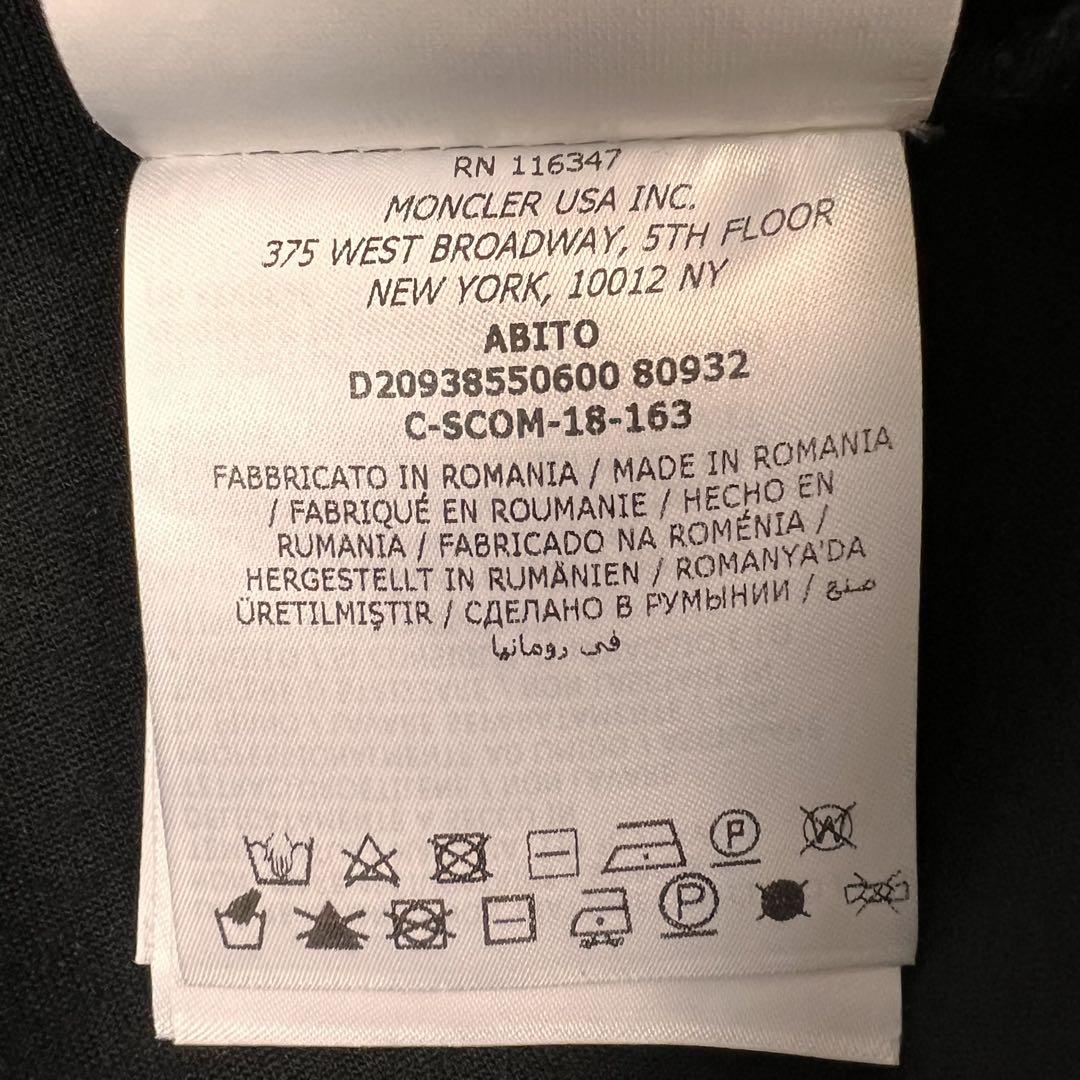 RN 116347
MONCLER USA INC.
375 WEST BROADWAY, 5TH FLOOR
NEW YORK, 10012 NY
ABITO
D20938550600 80932
C-SCOM-18-163
FABBRICATO IN ROMANIA / MADE IN ROMANIA
/ FABRIQUÉ EN ROUMANIE / HECHO EN
RUMANIA / FABRICADO NA ROMÉNIA /
HERGESTELLT IN RUMÄNIEN / ROMANYA'DA
ÜRETILMIŞTIR / СДЕЛАНО В РУМЫНИИ / صنع
في رومانيا
P W
P